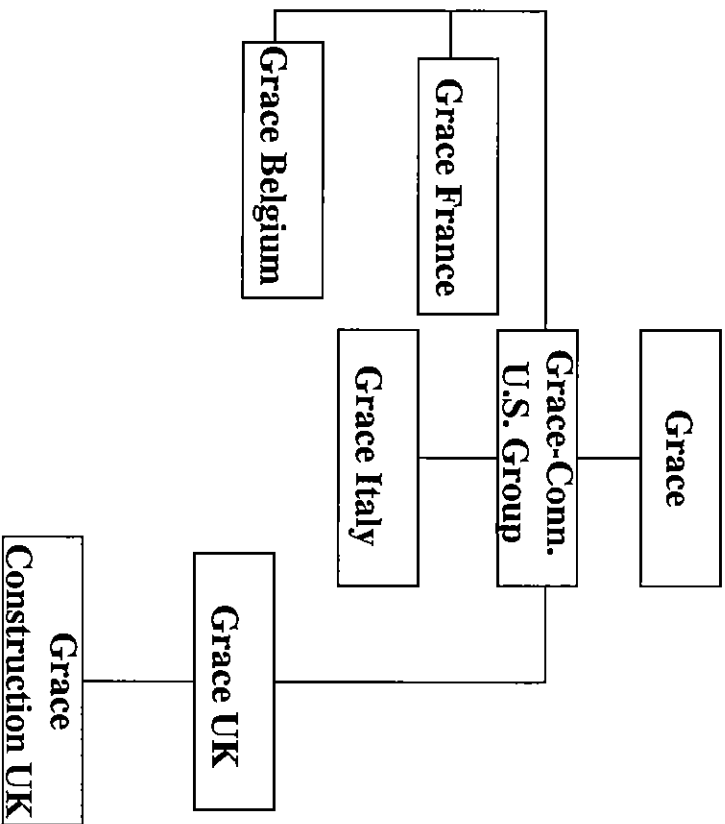 Grace
Grace-Conn.
U.S. Group
Grace France
Grace Belgium
Grace Italy
Grace UK
Grace
Construction UK